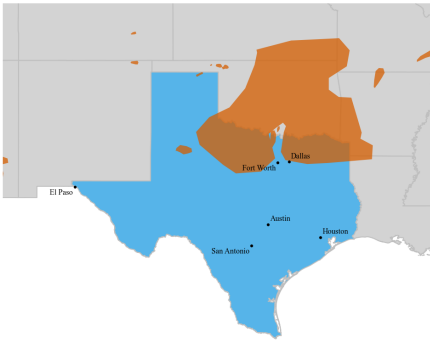 Dallas
Fort Worth
El Paso
Austin
Houston
San Antonio